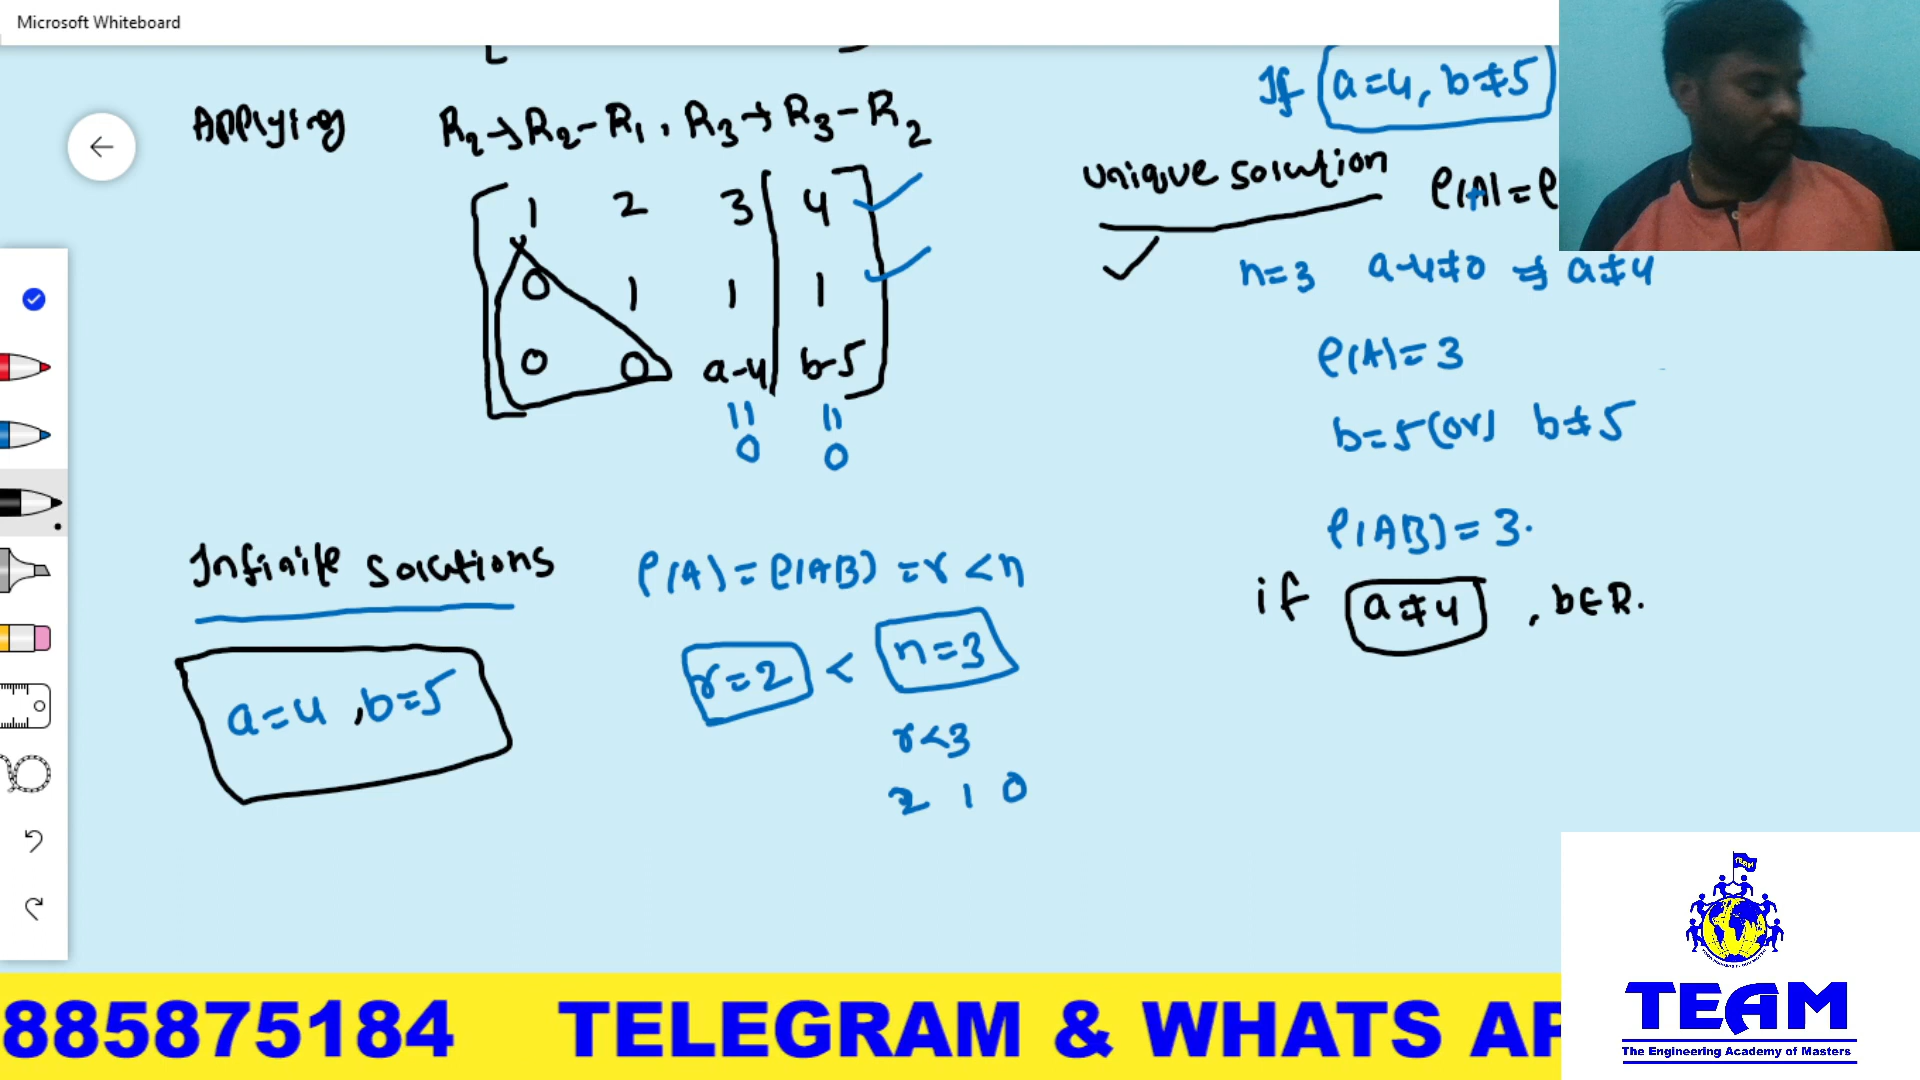 Microsoft Whiteboard
Applying R₂→R₂-R₁, R₃→R₃-R₂
1 2 3 | 4
0 1 1 | 1
0 0 a-4 | b-5
|| ||
0 0
Infinite solutions ρ(A)=ρ(AB)=r<n
a=4, b=5
r=2 < n=3
r<3
2 1 0
If a=4, b≠5
unique solution ρ(A)=ρ
n=3 a-4≠0 ⇒ a≠4
ρ(A)=3
b=5(or) b≠5
ρ(AB)=3.
if a≠4, b∈R.
885875184 TELEGRAM & WHATS AP
TEAM
TEAM
The Engineering Academy of Masters